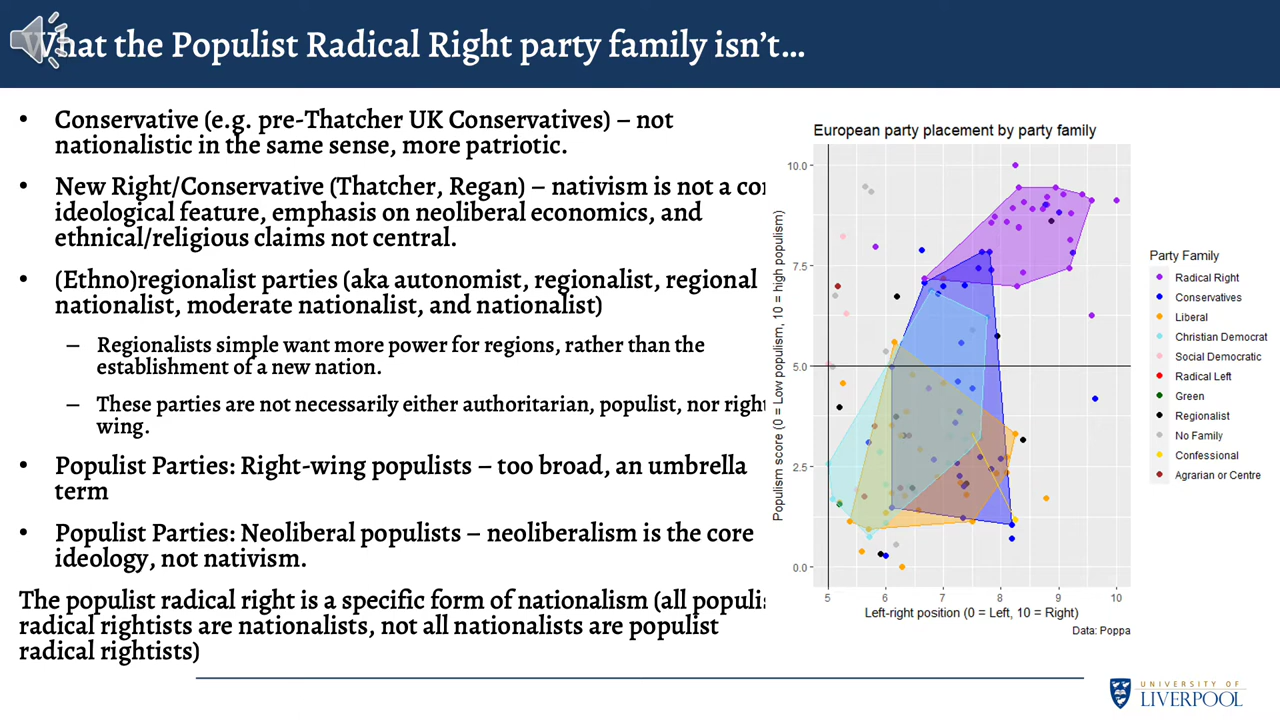 What the Populist Radical Right party family isn't...
• Conservative (e.g. pre-Thatcher UK Conservatives) – not
nationalistic in the same sense, more patriotic.
• New Right/Conservative (Thatcher, Regan) – nativism is not a
ideological feature, emphasis on neoliberal economics, and
ethnical/religious claims not central.
• (Ethno)regionalist parties (aka autonomist, regionalist, regional
nationalist, moderate nationalist, and nationalist)
– Regionalists simple want more power for regions, rather than the
establishment of a new nation.
– These parties are not necessarily either authoritarian, populist, nor right
wing.
• Populist Parties: Right-wing populists – too broad, an umbrella
term
• Populist Parties: Neoliberal populists – neoliberalism is the core
ideology, not nativism.
The populist radical right is a specific form of nationalism (all
radical rightists are nationalists, not all nationalists are populist
radical rightists)
European party placement by party family
Populism score (0 = Low populism, 10 = high populism)
10.0
7.5
5.0
2.5
0.0
5 6 7 8 9 10
Left-right position (0 = Left, 10 = Right)
Data: Poppa
Party Family
Radical Right
Conservatives
Liberal
Christian Democrat
Social Democratic
Radical Left
Green
Regionalist
No Family
Confessional
Agrarian or Centre
UNIVERSITY OF
LIVERPOOL